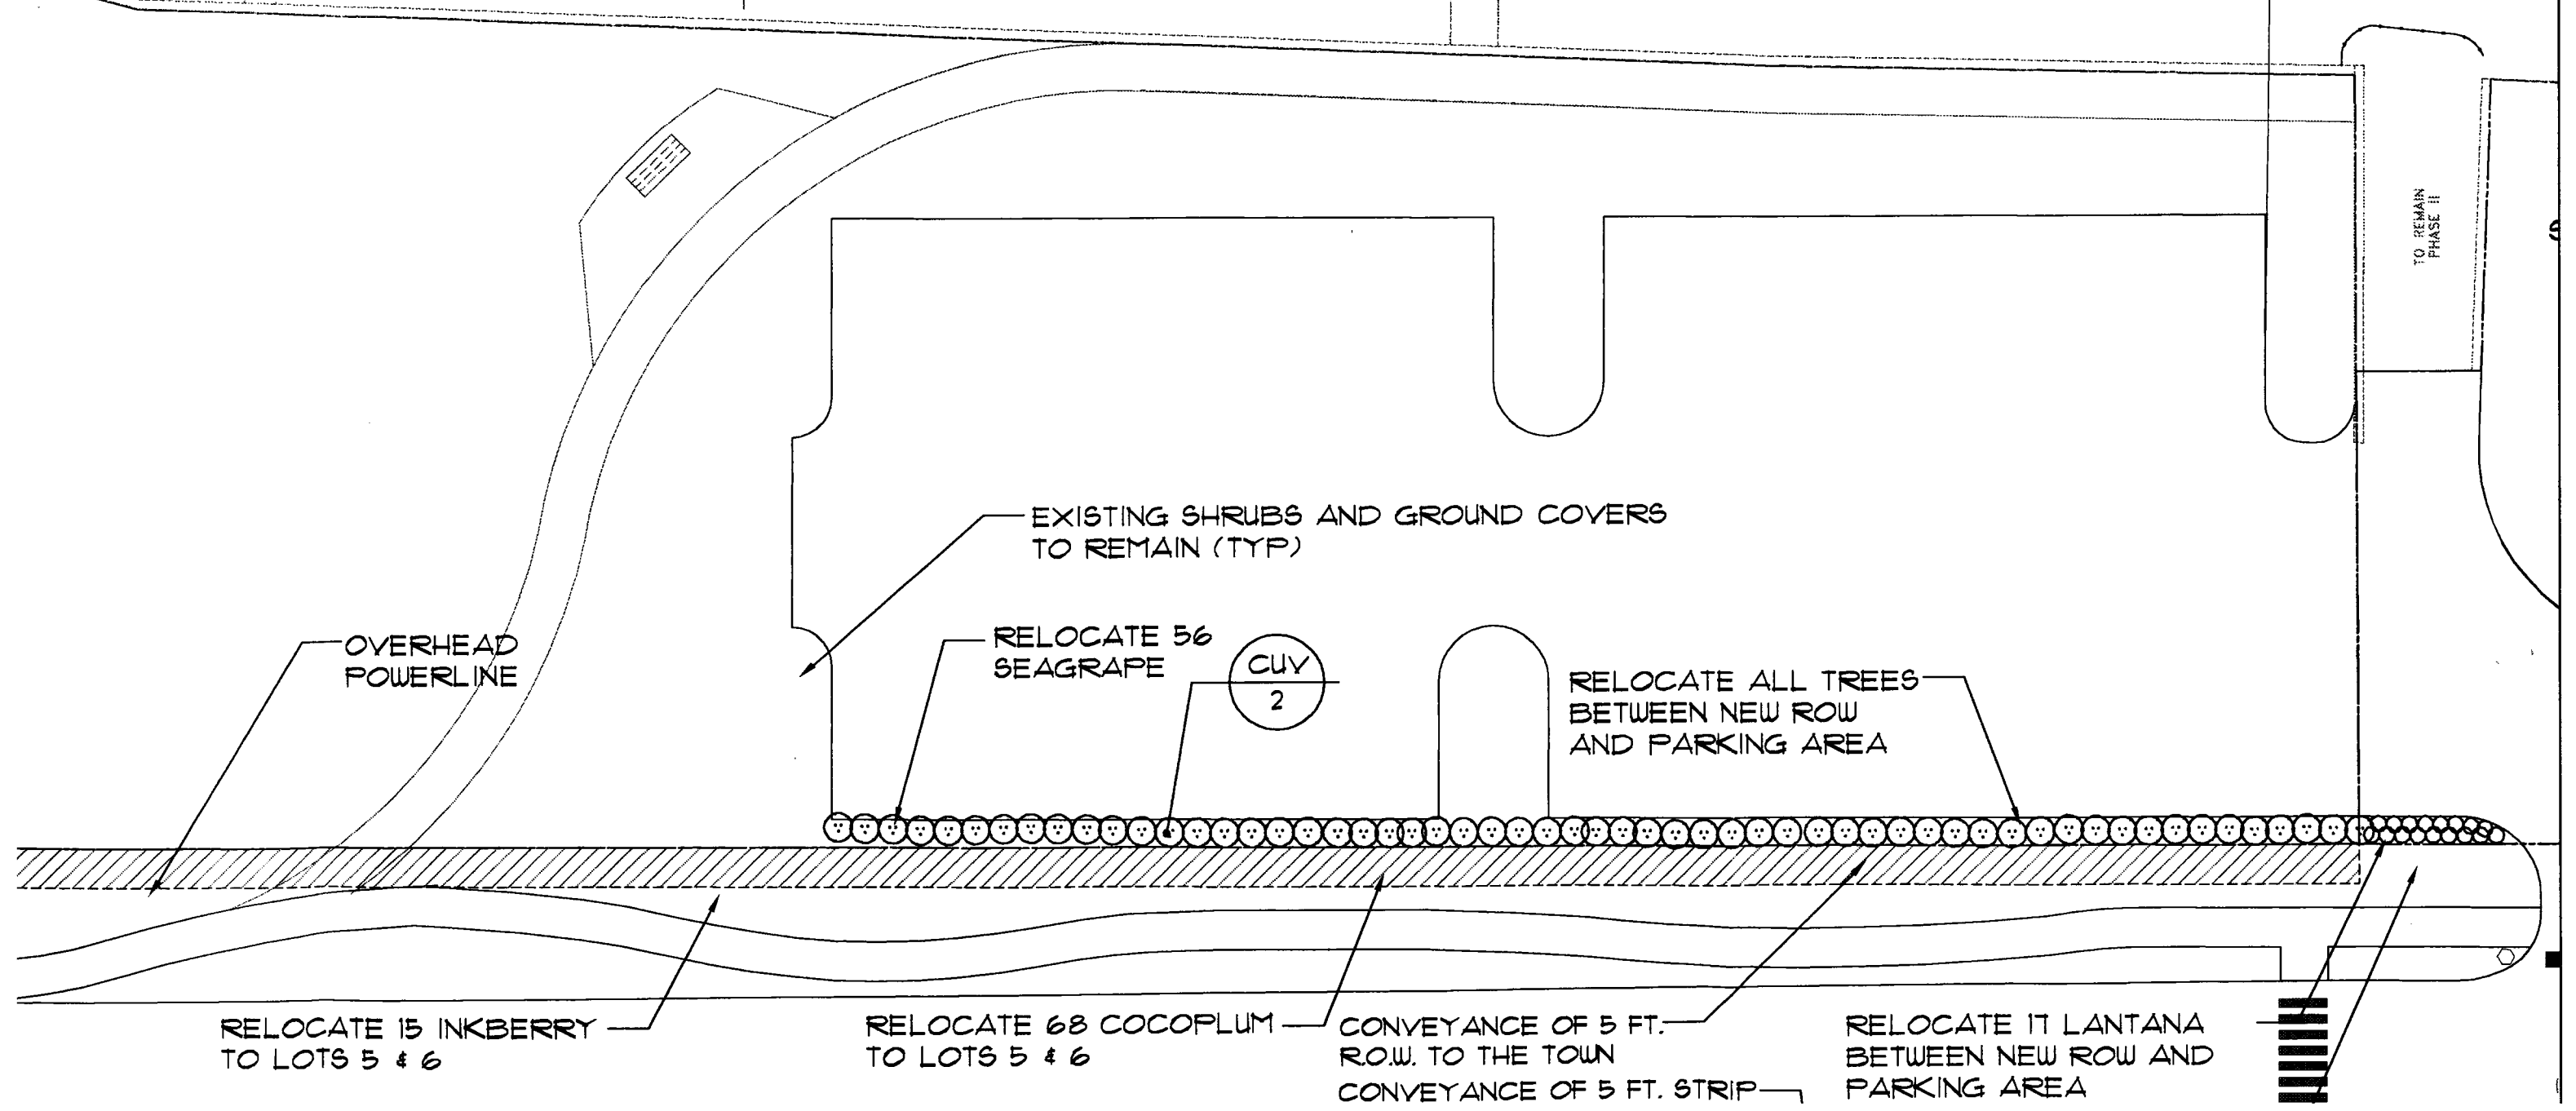 TO REMAIN
PHASE II
EXISTING SHRUBS AND GROUND COVERS
TO REMAIN (TYP)
OVERHEAD
POWERLINE
RELOCATE 56
SEAGRAPE
CUV
2
RELOCATE ALL TREES
BETWEEN NEW ROW
AND PARKING AREA
RELOCATE 15 INKBERRY
TO LOTS 5 & 6
RELOCATE 68 COCOPLUM
TO LOTS 5 & 6
CONVEYANCE OF 5 FT.
R.O.W. TO THE TOWN
CONVEYANCE OF 5 FT. STRIP
RELOCATE 17 LANTANA
BETWEEN NEW ROW AND
PARKING AREA